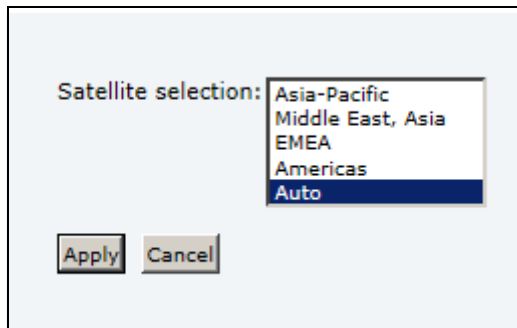 Satellite selection:
Asia-Pacific
Middle East, Asia
EMEA
Americas
Auto
Apply Cancel